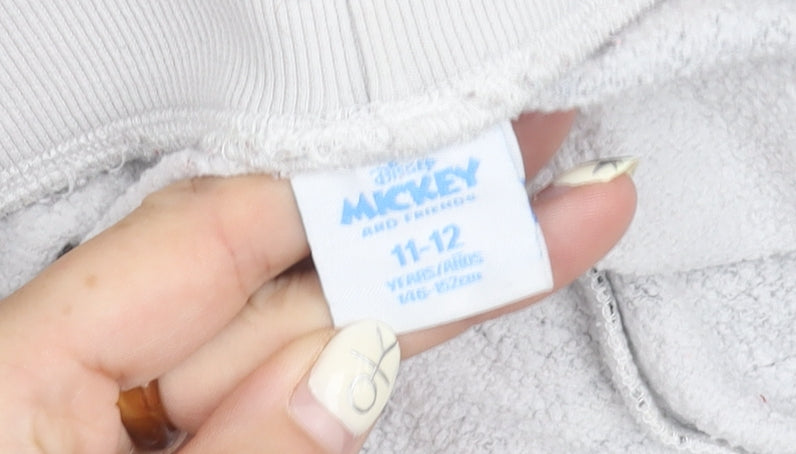 Disney
MICKEY
AND FRIENDS
11-12
YEARS/AÑOS
146-152cm